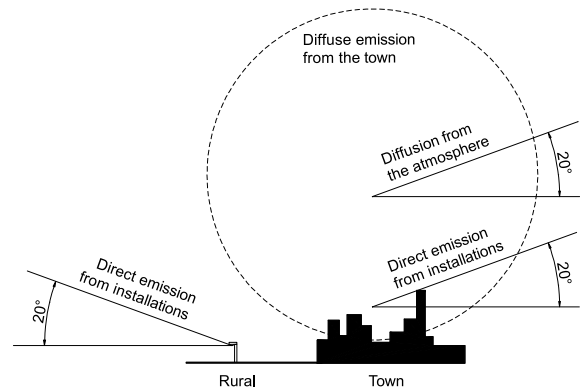 Diffuse emission
from the town
Diffusion from
the atmosphere
20°
Direct emission
from installations
20°
Direct emission
from installations
20°
Rural
Town